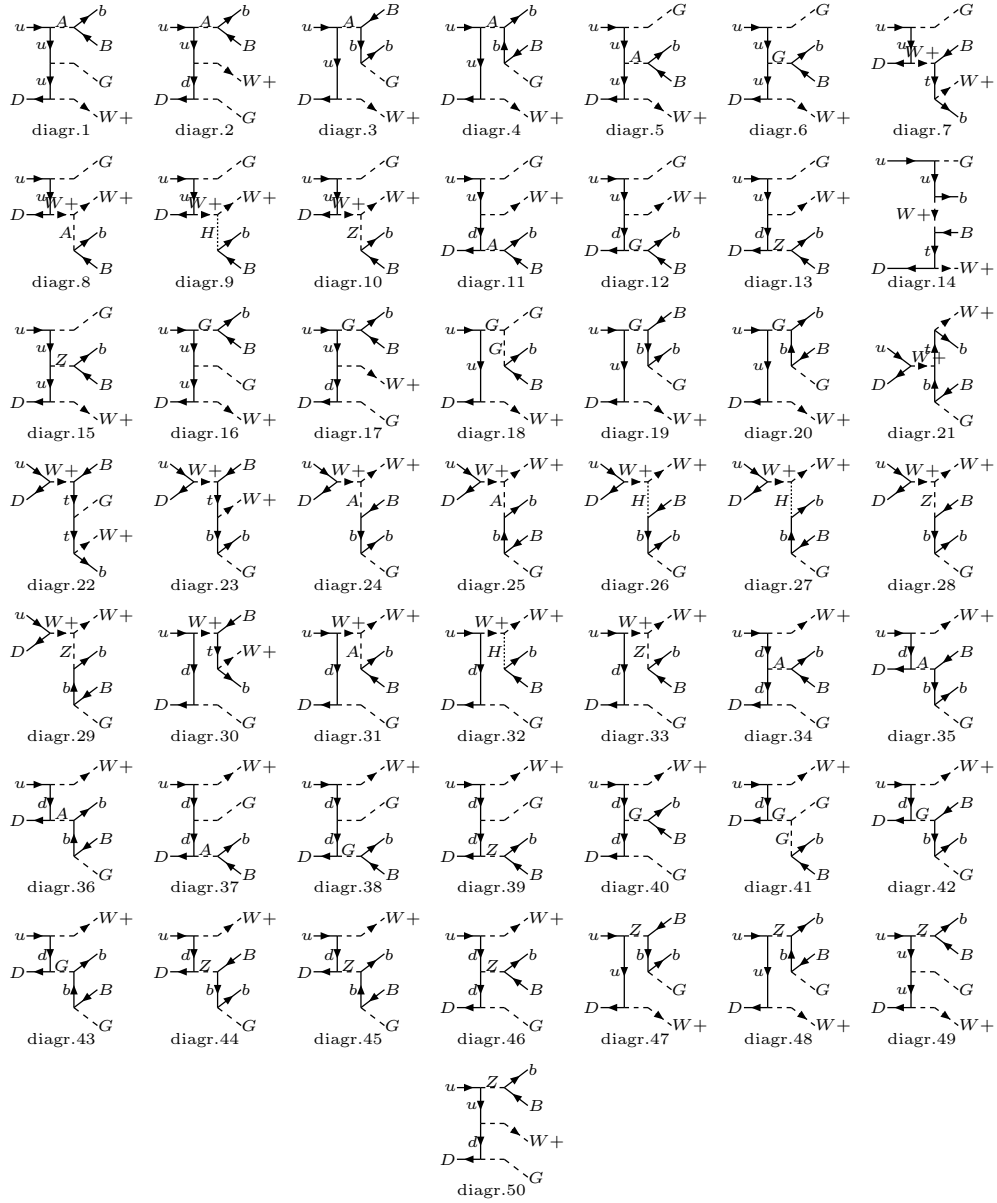 u A b
u B
u G
D W+
diagr.1
u A b
u B
d W+
D G
diagr.2
u A B
b b
u G
D W+
diagr.3
u A b
b B
u G
D W+
diagr.4
u G
u A b
u B
D W+
diagr.5
u G
u G b
u B
D W+
diagr.6
u G
u W+ B
D t W+
b
diagr.7
u G
u W+ W+
D A b
B
diagr.8
u G
u W+ W+
D H b
B
diagr.9
u G
u W+ W+
D Z b
B
diagr.10
u G
u W+
d b
D A B
diagr.11
u G
u W+
d b
D G B
diagr.12
u G
u W+
d b
D Z B
diagr.13
u G
u b
W+ B
t
D W+
diagr.14
u G
u Z b
u B
D W+
diagr.15
u G b
u B
u G
D W+
diagr.16
u G b
u B
d W+
D G
diagr.17
u G G
G b
u B
D W+
diagr.18
u G B
b b
u G
D W+
diagr.19
u G b
b B
u G
D W+
diagr.20
W+
u t b
D W+ b B
G
diagr.21
u W+ B
D t G
t W+
b
diagr.22
u W+ B
D t W+
b b
G
diagr.23
u W+ W+
D A B
b b
G
diagr.24
u W+ W+
D A b
b B
G
diagr.25
u W+ W+
D H B
b b
G
diagr.26
u W+ W+
D H b
b B
G
diagr.27
u W+ W+
D Z B
b b
G
diagr.28
u W+ W+
D Z b
b B
G
diagr.29
u W+ B
t W+
d b
D G
diagr.30
u W+ W+
A b
d B
D G
diagr.31
u W+ W+
H b
d B
D G
diagr.32
u W+ W+
Z b
d B
D G
diagr.33
u W+
d A b
d B
D G
diagr.34
u W+
d A B
D b b
G
diagr.35
u W+
d A b
D b B
G
diagr.36
u W+
d G
d b
D A B
diagr.37
u W+
d G
d b
D G B
diagr.38
u W+
d G
d b
D Z B
diagr.39
u W+
d G b
d B
D G
diagr.40
u W+
d G G
D G b
B
diagr.41
u W+
d G B
D b b
G
diagr.42
u W+
d G b
D b B
G
diagr.43
u W+
d Z B
D b b
G
diagr.44
u W+
d Z b
D b B
G
diagr.45
u W+
d Z b
d B
D G
diagr.46
u Z B
b b
u G
D W+
diagr.47
u Z b
b B
u G
D W+
diagr.48
u Z b
u B
u G
D W+
diagr.49
u Z b
u B
d W+
D G
diagr.50